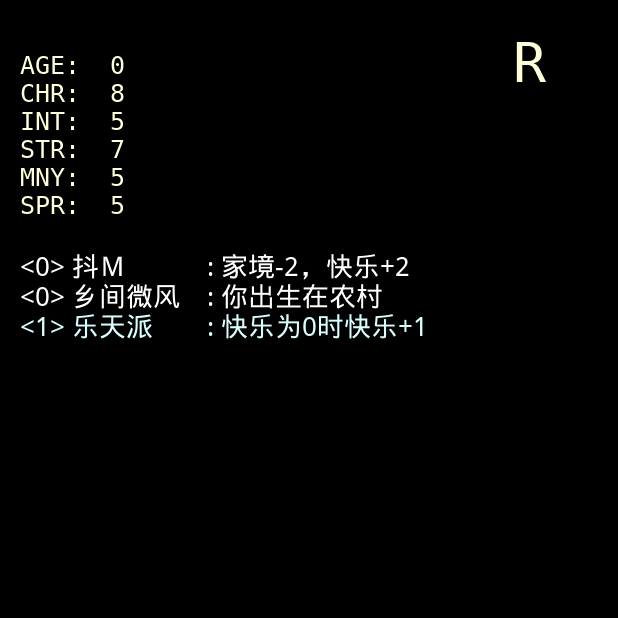 R
AGE: 0
CHR: 8
INT: 5
STR: 7
MNY: 5
SPR: 5
<0> 抖M : 家境-2，快乐+2
<0> 乡间微风 : 你出生在农村
<1> 乐天派 : 快乐为0时快乐+1